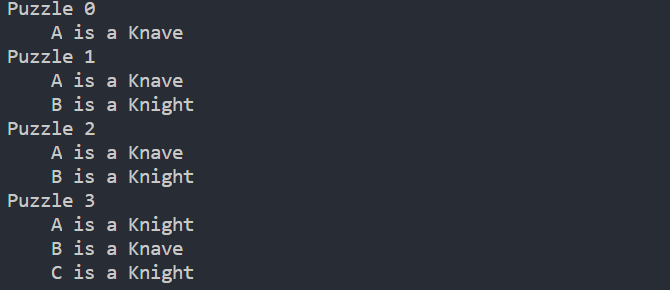 Puzzle 0
    A is a Knave
Puzzle 1
    A is a Knave
    B is a Knight
Puzzle 2
    A is a Knave
    B is a Knight
Puzzle 3
    A is a Knight
    B is a Knave
    C is a Knight